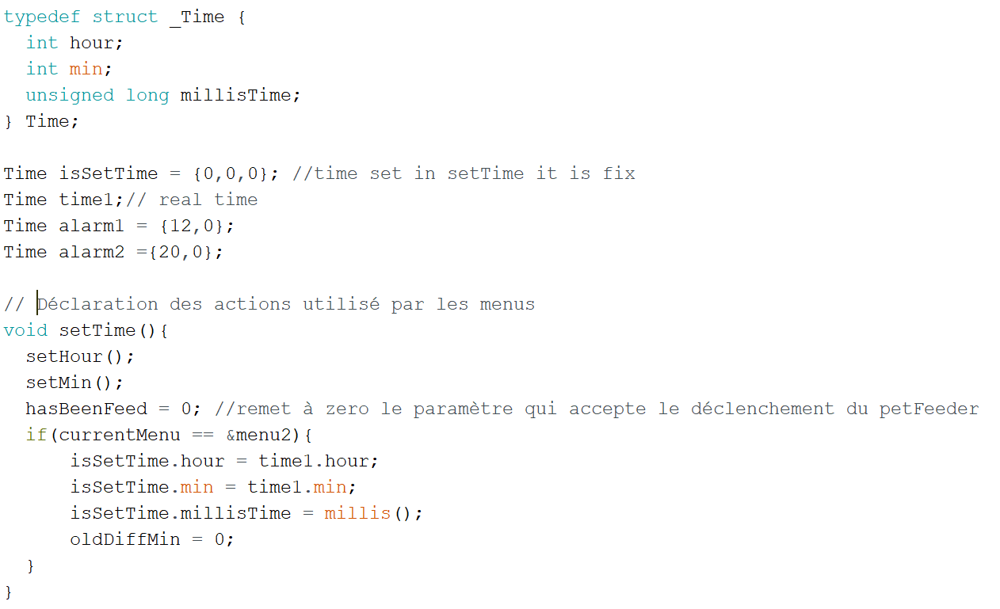 typedef struct _Time {
  int hour;
  int min;
  unsigned long millisTime;
} Time;

Time isSetTime = {0,0,0}; //time set in setTime it is fix
Time time1;// real time
Time alarm1 = {12,0};
Time alarm2 ={20,0};

// Déclaration des actions utilisé par les menus
void setTime(){
  setHour();
  setMin();
  hasBeenFeed = 0; //remet à zero le paramètre qui accepte le déclenchement du petFeeder
  if(currentMenu == &menu2){
      isSetTime.hour = time1.hour;
      isSetTime.min = time1.min;
      isSetTime.millisTime = millis();
      oldDiffMin = 0;
  }
}